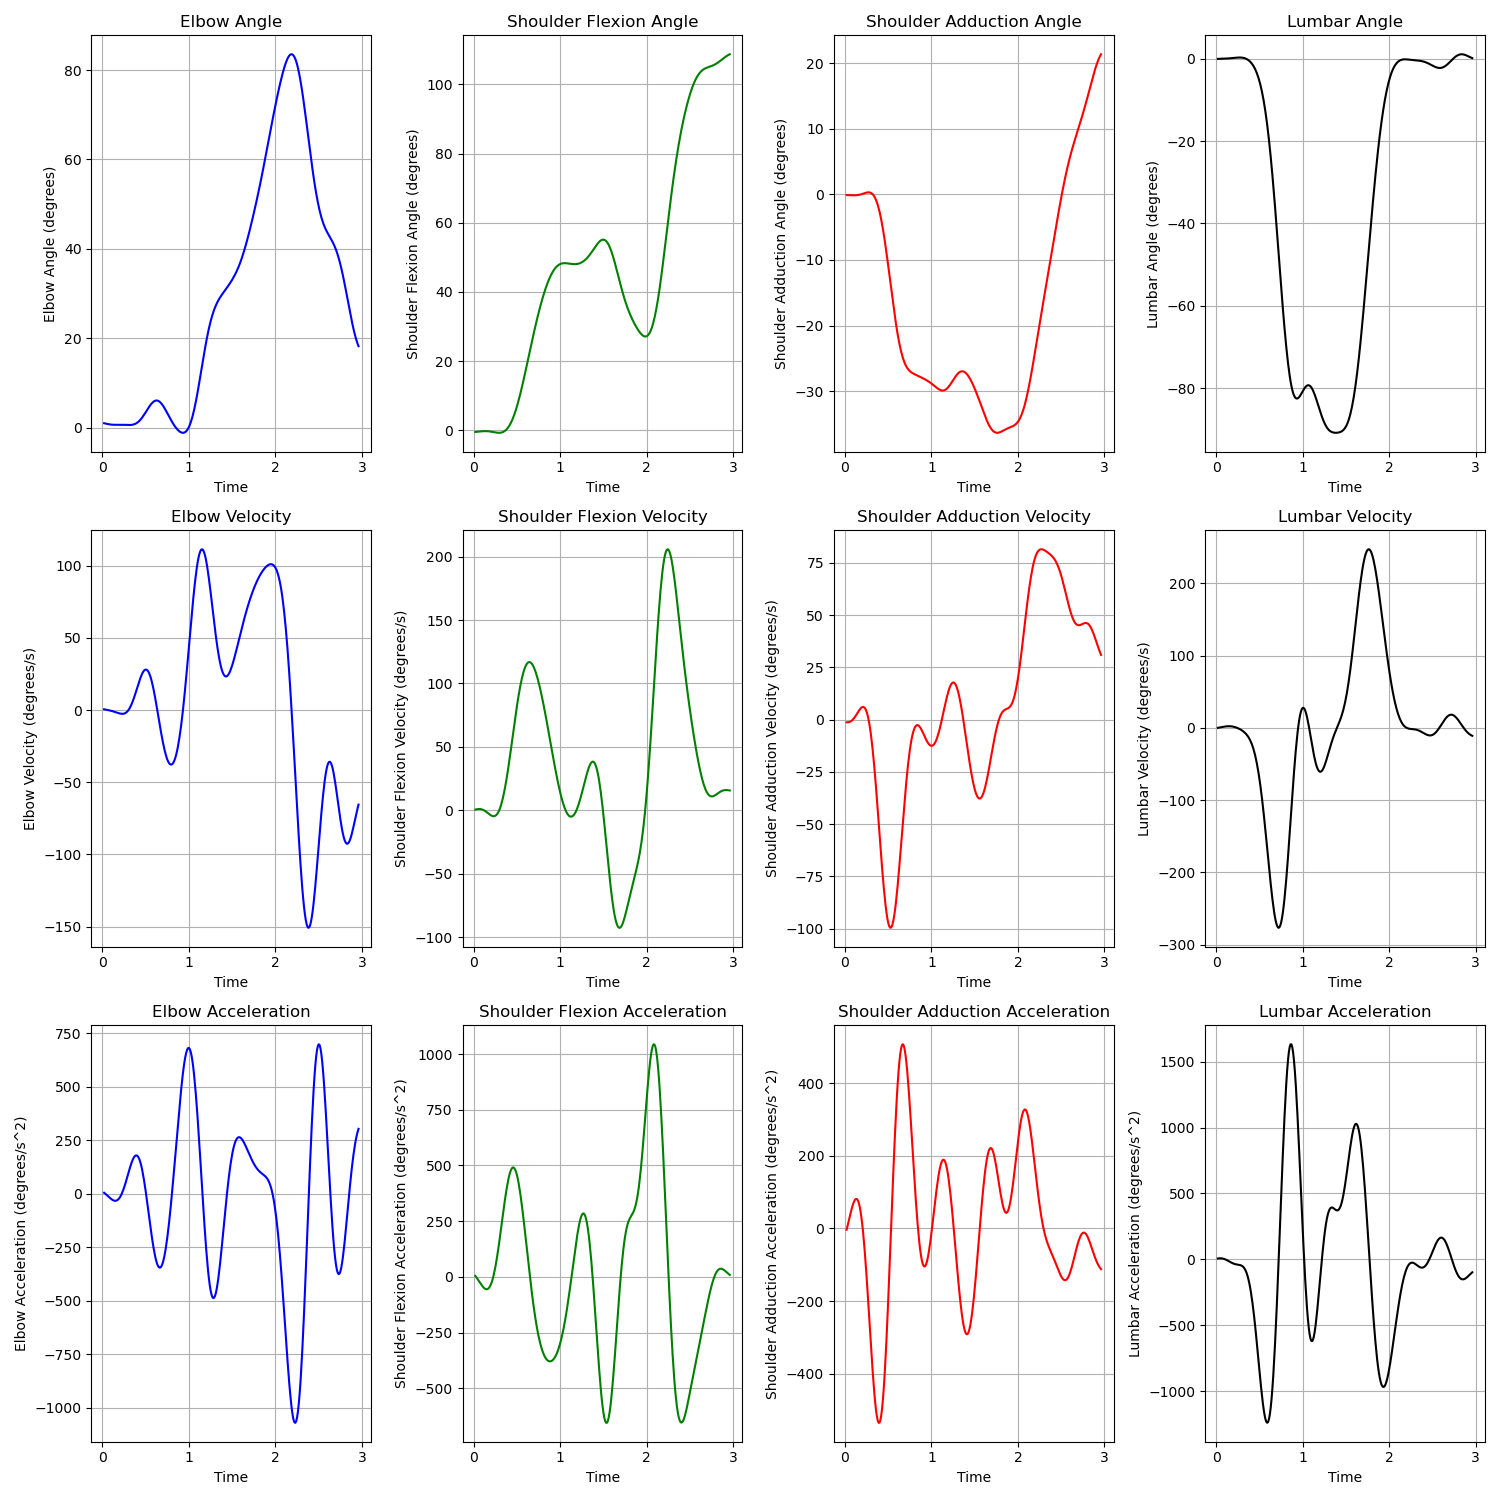 Elbow Angle
Elbow Angle (degrees)
80
60
40
20
0
0 1 2 3
Time
Shoulder Flexion Angle
Shoulder Flexion Angle (degrees)
100
80
60
40
20
0
0 1 2 3
Time
Shoulder Adduction Angle
Shoulder Adduction Angle (degrees)
20
10
0
−10
−20
−30
0 1 2 3
Time
Lumbar Angle
Lumbar Angle (degrees)
0
−20
−40
−60
−80
0 1 2 3
Time
Elbow Velocity
Elbow Velocity (degrees/s)
100
50
0
−50
−100
−150
0 1 2 3
Time
Shoulder Flexion Velocity
Shoulder Flexion Velocity (degrees/s)
200
150
100
50
0
−50
−100
0 1 2 3
Time
Shoulder Adduction Velocity
Shoulder Adduction Velocity (degrees/s)
75
50
25
0
−25
−50
−75
−100
0 1 2 3
Time
Lumbar Velocity
Lumbar Velocity (degrees/s)
200
100
0
−100
−200
−300
0 1 2 3
Time
Elbow Acceleration
Elbow Acceleration (degrees/s^2)
750
500
250
0
−250
−500
−750
−1000
0 1 2 3
Time
Shoulder Flexion Acceleration
Shoulder Flexion Acceleration (degrees/s^2)
1000
750
500
250
0
−250
−500
0 1 2 3
Time
Shoulder Adduction Acceleration
Shoulder Adduction Acceleration (degrees/s^2)
400
200
0
−200
−400
0 1 2 3
Time
Lumbar Acceleration
Lumbar Acceleration (degrees/s^2)
1500
1000
500
0
−500
−1000
0 1 2 3
Time